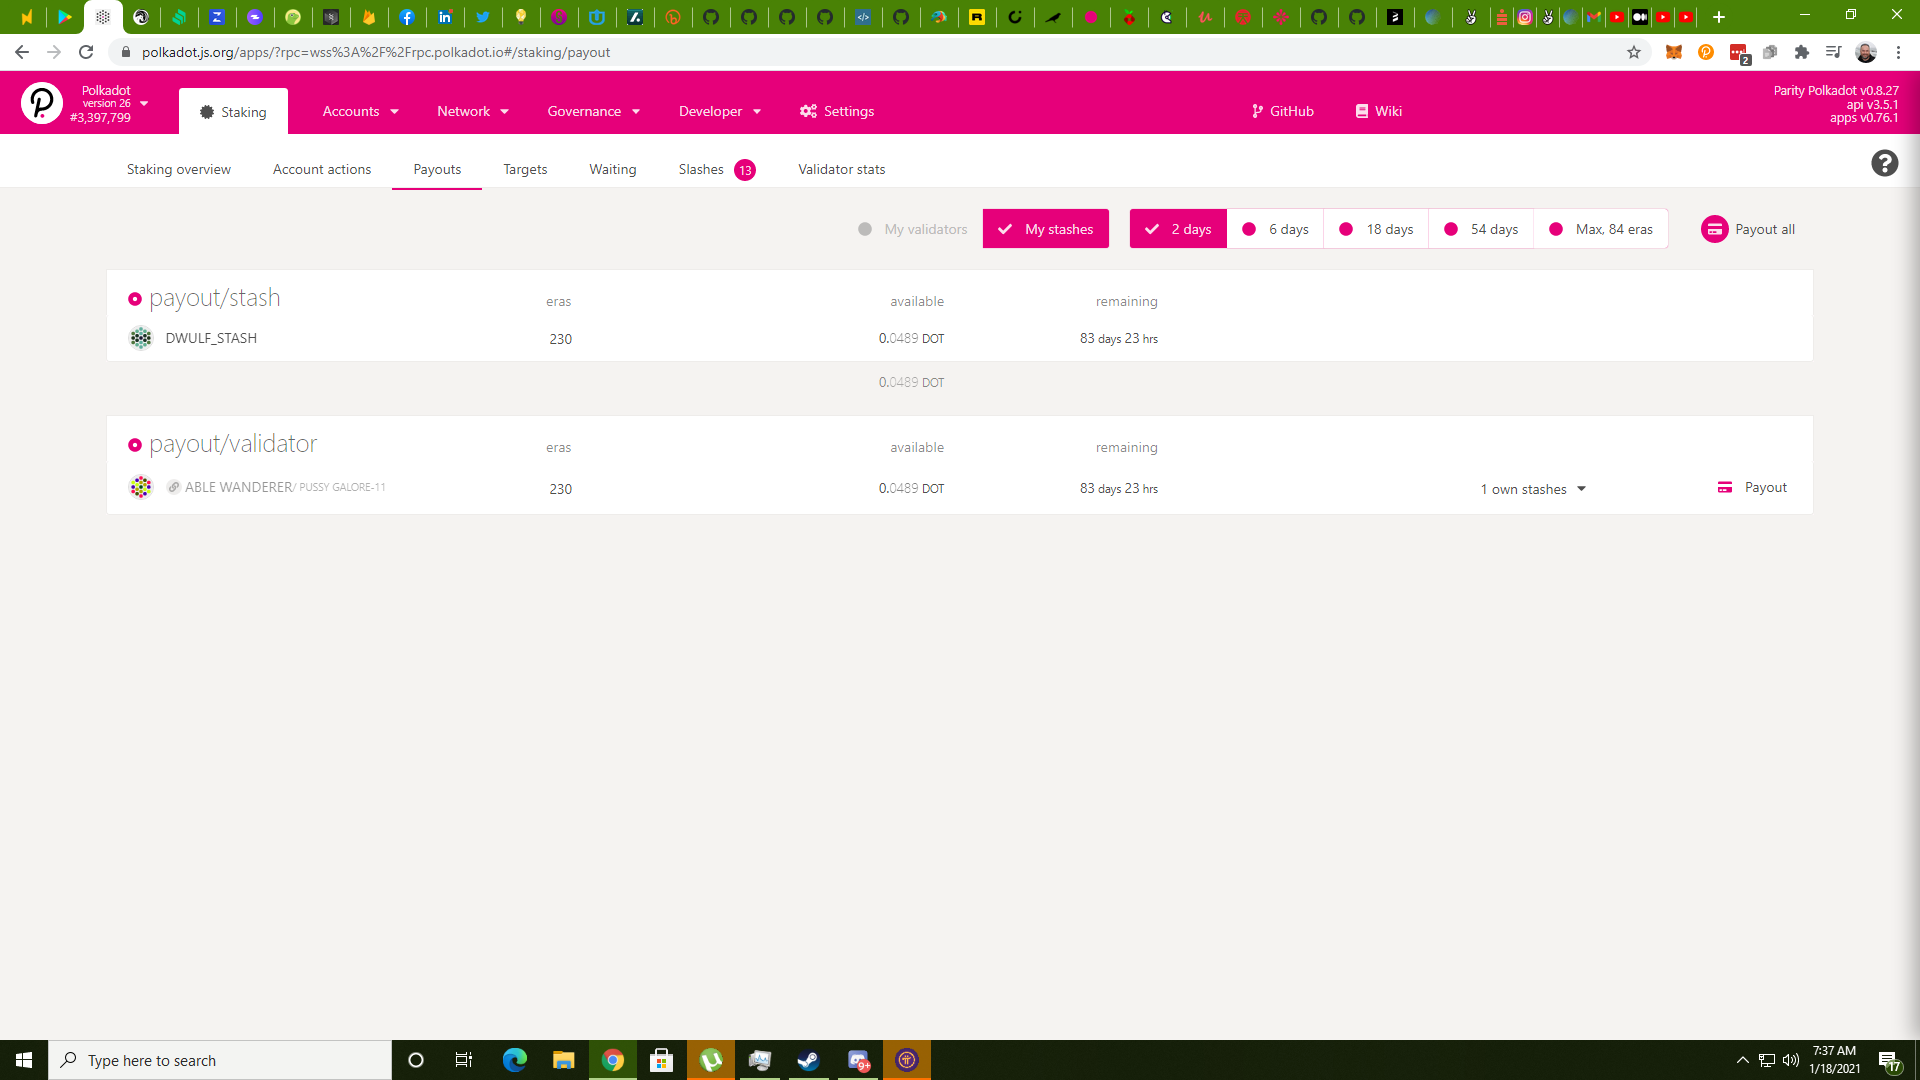 polkadot.js.org/apps/?rpc=wss%3A%2F%2Frpc.polkadot.io#/staking/payout
2
Polkadot
version 26
#3,397,799
Staking
Accounts
Network
Governance
Developer
Settings
GitHub
Wiki
Parity Polkadot v0.8.27
api v3.5.1
apps v0.76.1
Staking overview
Account actions
Payouts
Targets
Waiting
Slashes 13
Validator stats
My validators
My stashes
2 days
6 days
18 days
54 days
Max, 84 eras
Payout all
payout/stash eras available remaining
DWULF_STASH 230 0.0489 DOT 83 days 23 hrs
0.0489 DOT
payout/validator eras available remaining
ABLE WANDERER/ PUSSY GALORE-11 230 0.0489 DOT 83 days 23 hrs 1 own stashes Payout
Type here to search
9+
7:37 AM
1/18/2021
17